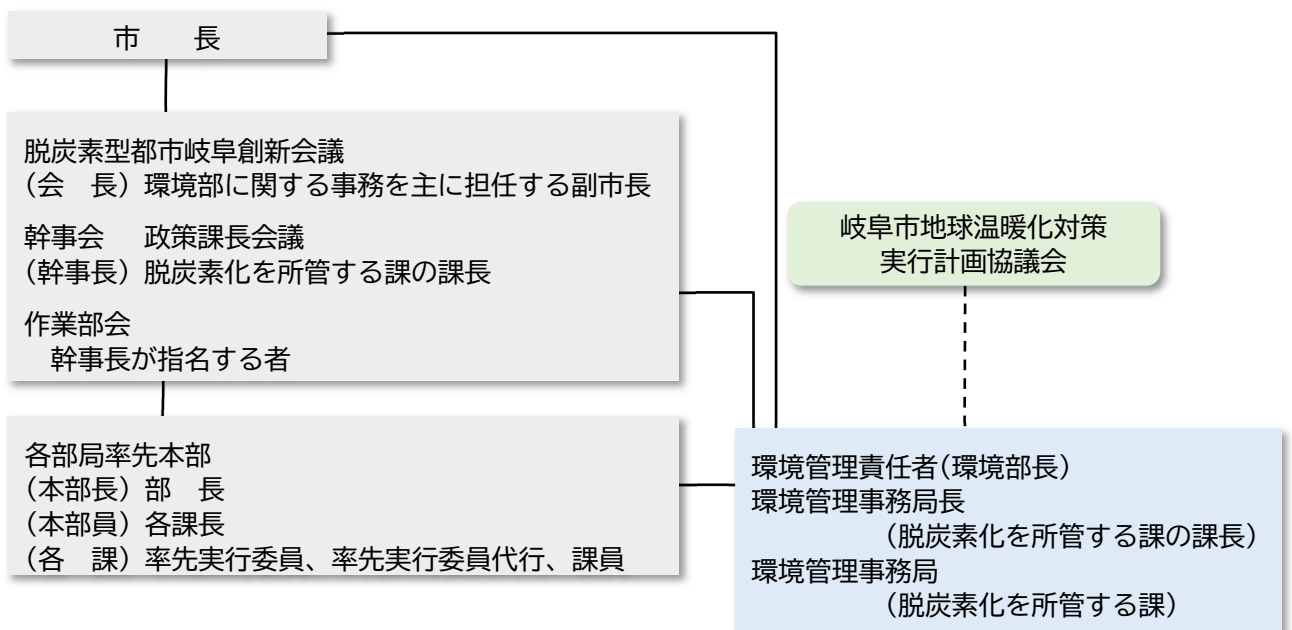 市　　長
脱炭素型都市岐阜創新会議
（会　長）環境部に関する事務を主に担任する副市長
幹事会　　政策課長会議
（幹事長）脱炭素化を所管する課の課長
作業部会
　幹事長が指名する者
各部局率先本部
（本部長）部　長
（本部員）各課長
（各　課）率先実行委員、率先実行委員代行、課員
岐阜市地球温暖化対策
実行計画協議会
環境管理責任者（環境部長）
環境管理事務局長
（脱炭素化を所管する課の課長）
環境管理事務局
（脱炭素化を所管する課）